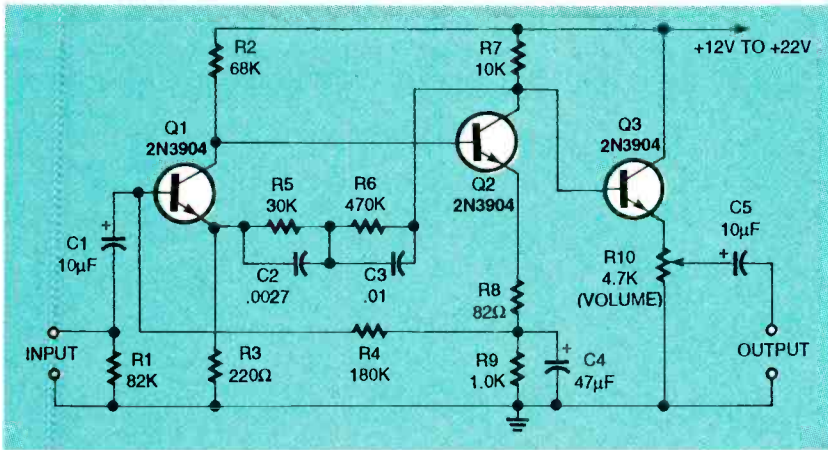 R2
68K
R7
10K
+12V TO +22V
Q1
2N3904
Q2
2N3904
Q3
2N3904
R5
30K
R6
470K
C1
10µF
C2
.0027
C3
.01
C5
10µF
R10
4.7K
(VOLUME)
R8
82Ω
INPUT
R1
82K
R3
220Ω
R4
180K
R9
1.0K
C4
47µF
OUTPUT